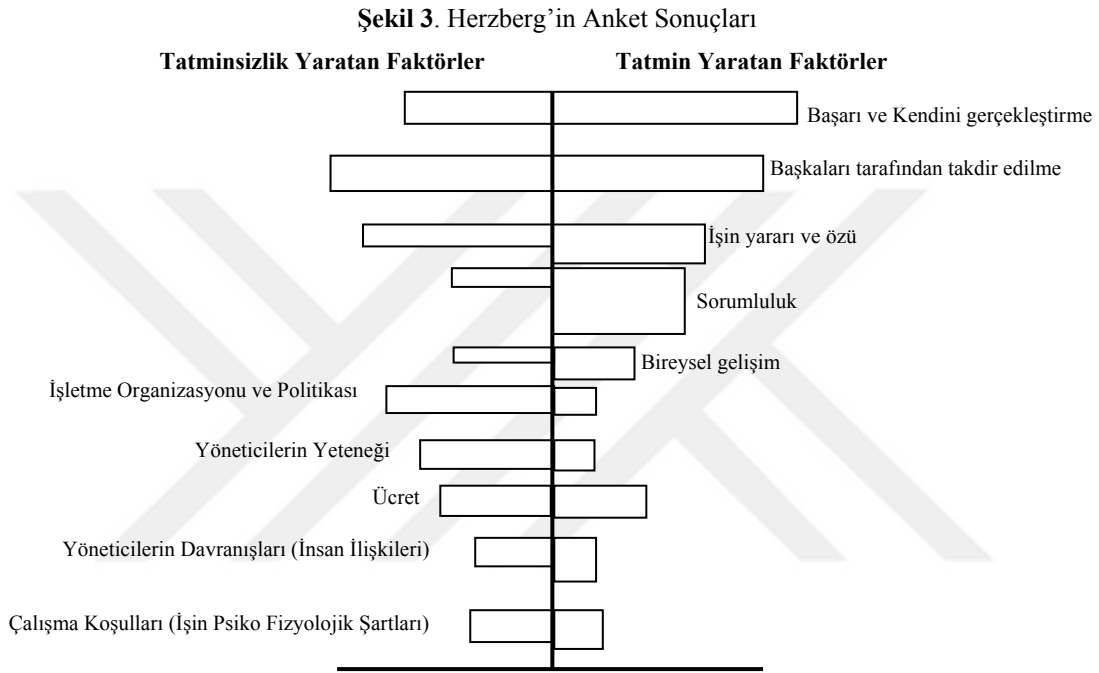 Şekil 3. Herzberg’in Anket Sonuçları
Tatminsizlik Yaratan Faktörler
Tatmin Yaratan Faktörler
Başarı ve Kendini gerçekleştirme
Başkaları tarafından takdir edilme
İşin yararı ve özü
Sorumluluk
Bireysel gelişim
İşletme Organizasyonu ve Politikası
Yöneticilerin Yeteneği
Ücret
Yöneticilerin Davranışları (İnsan İlişkileri)
Çalışma Koşulları (İşin Psiko Fizyolojik Şartları)